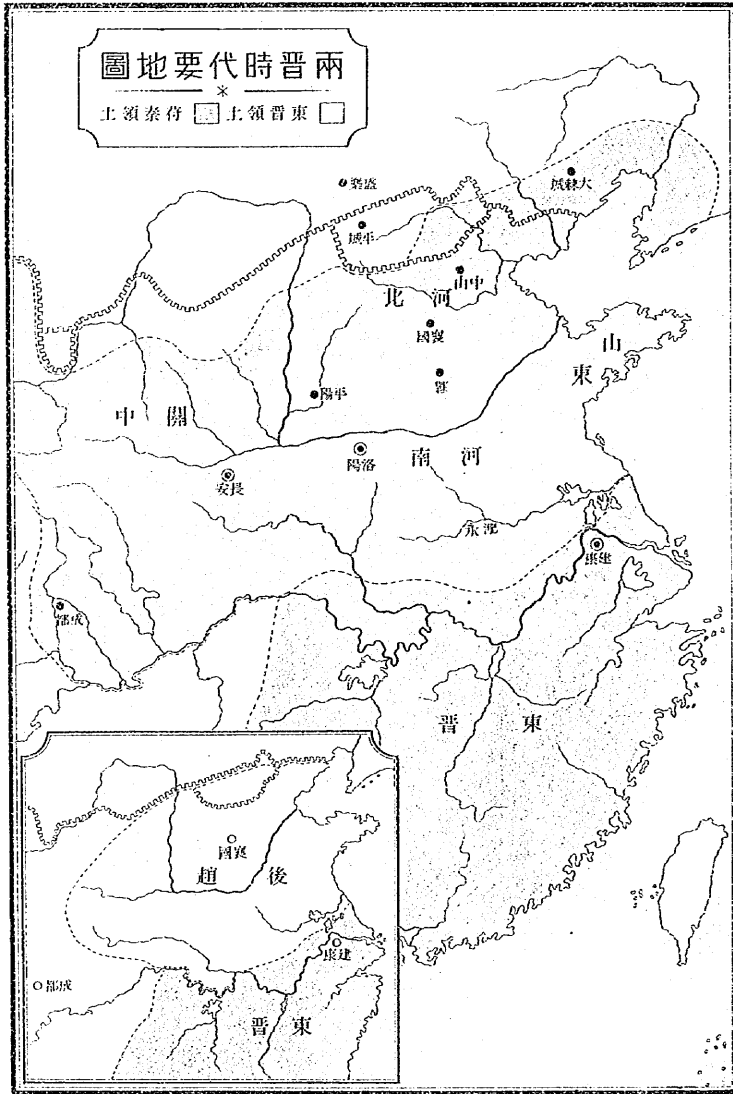 兩晉時代要地圖
東晉領土 苻秦領土
盛樂
大棘城
平城
中山
河北
襄國
山東
鄴
平陽
關中
洛陽
河南
長安
淝水
建康
成都
東晉
襄國
後趙
建康
成都
東晉